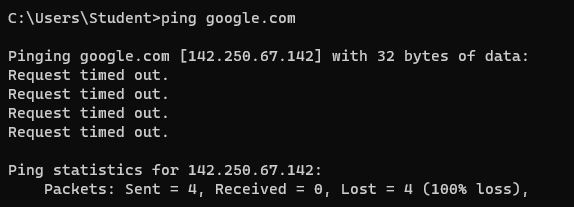 C:\Users\Student>ping google.com
Pinging google.com [142.250.67.142] with 32 bytes of data:
Request timed out.
Request timed out.
Request timed out.
Request timed out.
Ping statistics for 142.250.67.142:
    Packets: Sent = 4, Received = 0, Lost = 4 (100% loss),